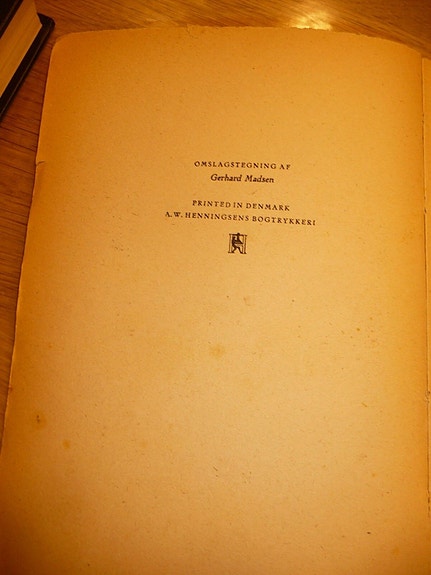 OMSLAGSTEGNING AF
Gerhard Madsen
PRINTED IN DENMARK
A. W. HENNINGSENS BOGTRYKKERI